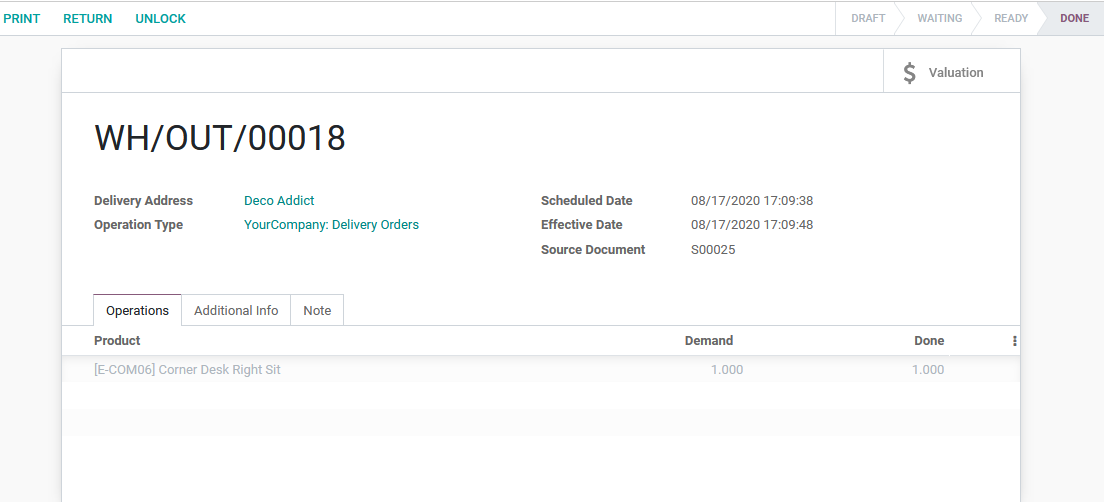 PRINT RETURN UNLOCK DRAFT WAITING READY DONE
$ Valuation
WH/OUT/00018
Delivery Address Deco Addict Scheduled Date 08/17/2020 17:09:38
Operation Type YourCompany: Delivery Orders Effective Date 08/17/2020 17:09:48
Source Document S00025
Operations Additional Info Note
Product Demand Done
[E-COM06] Corner Desk Right Sit 1.000 1.000